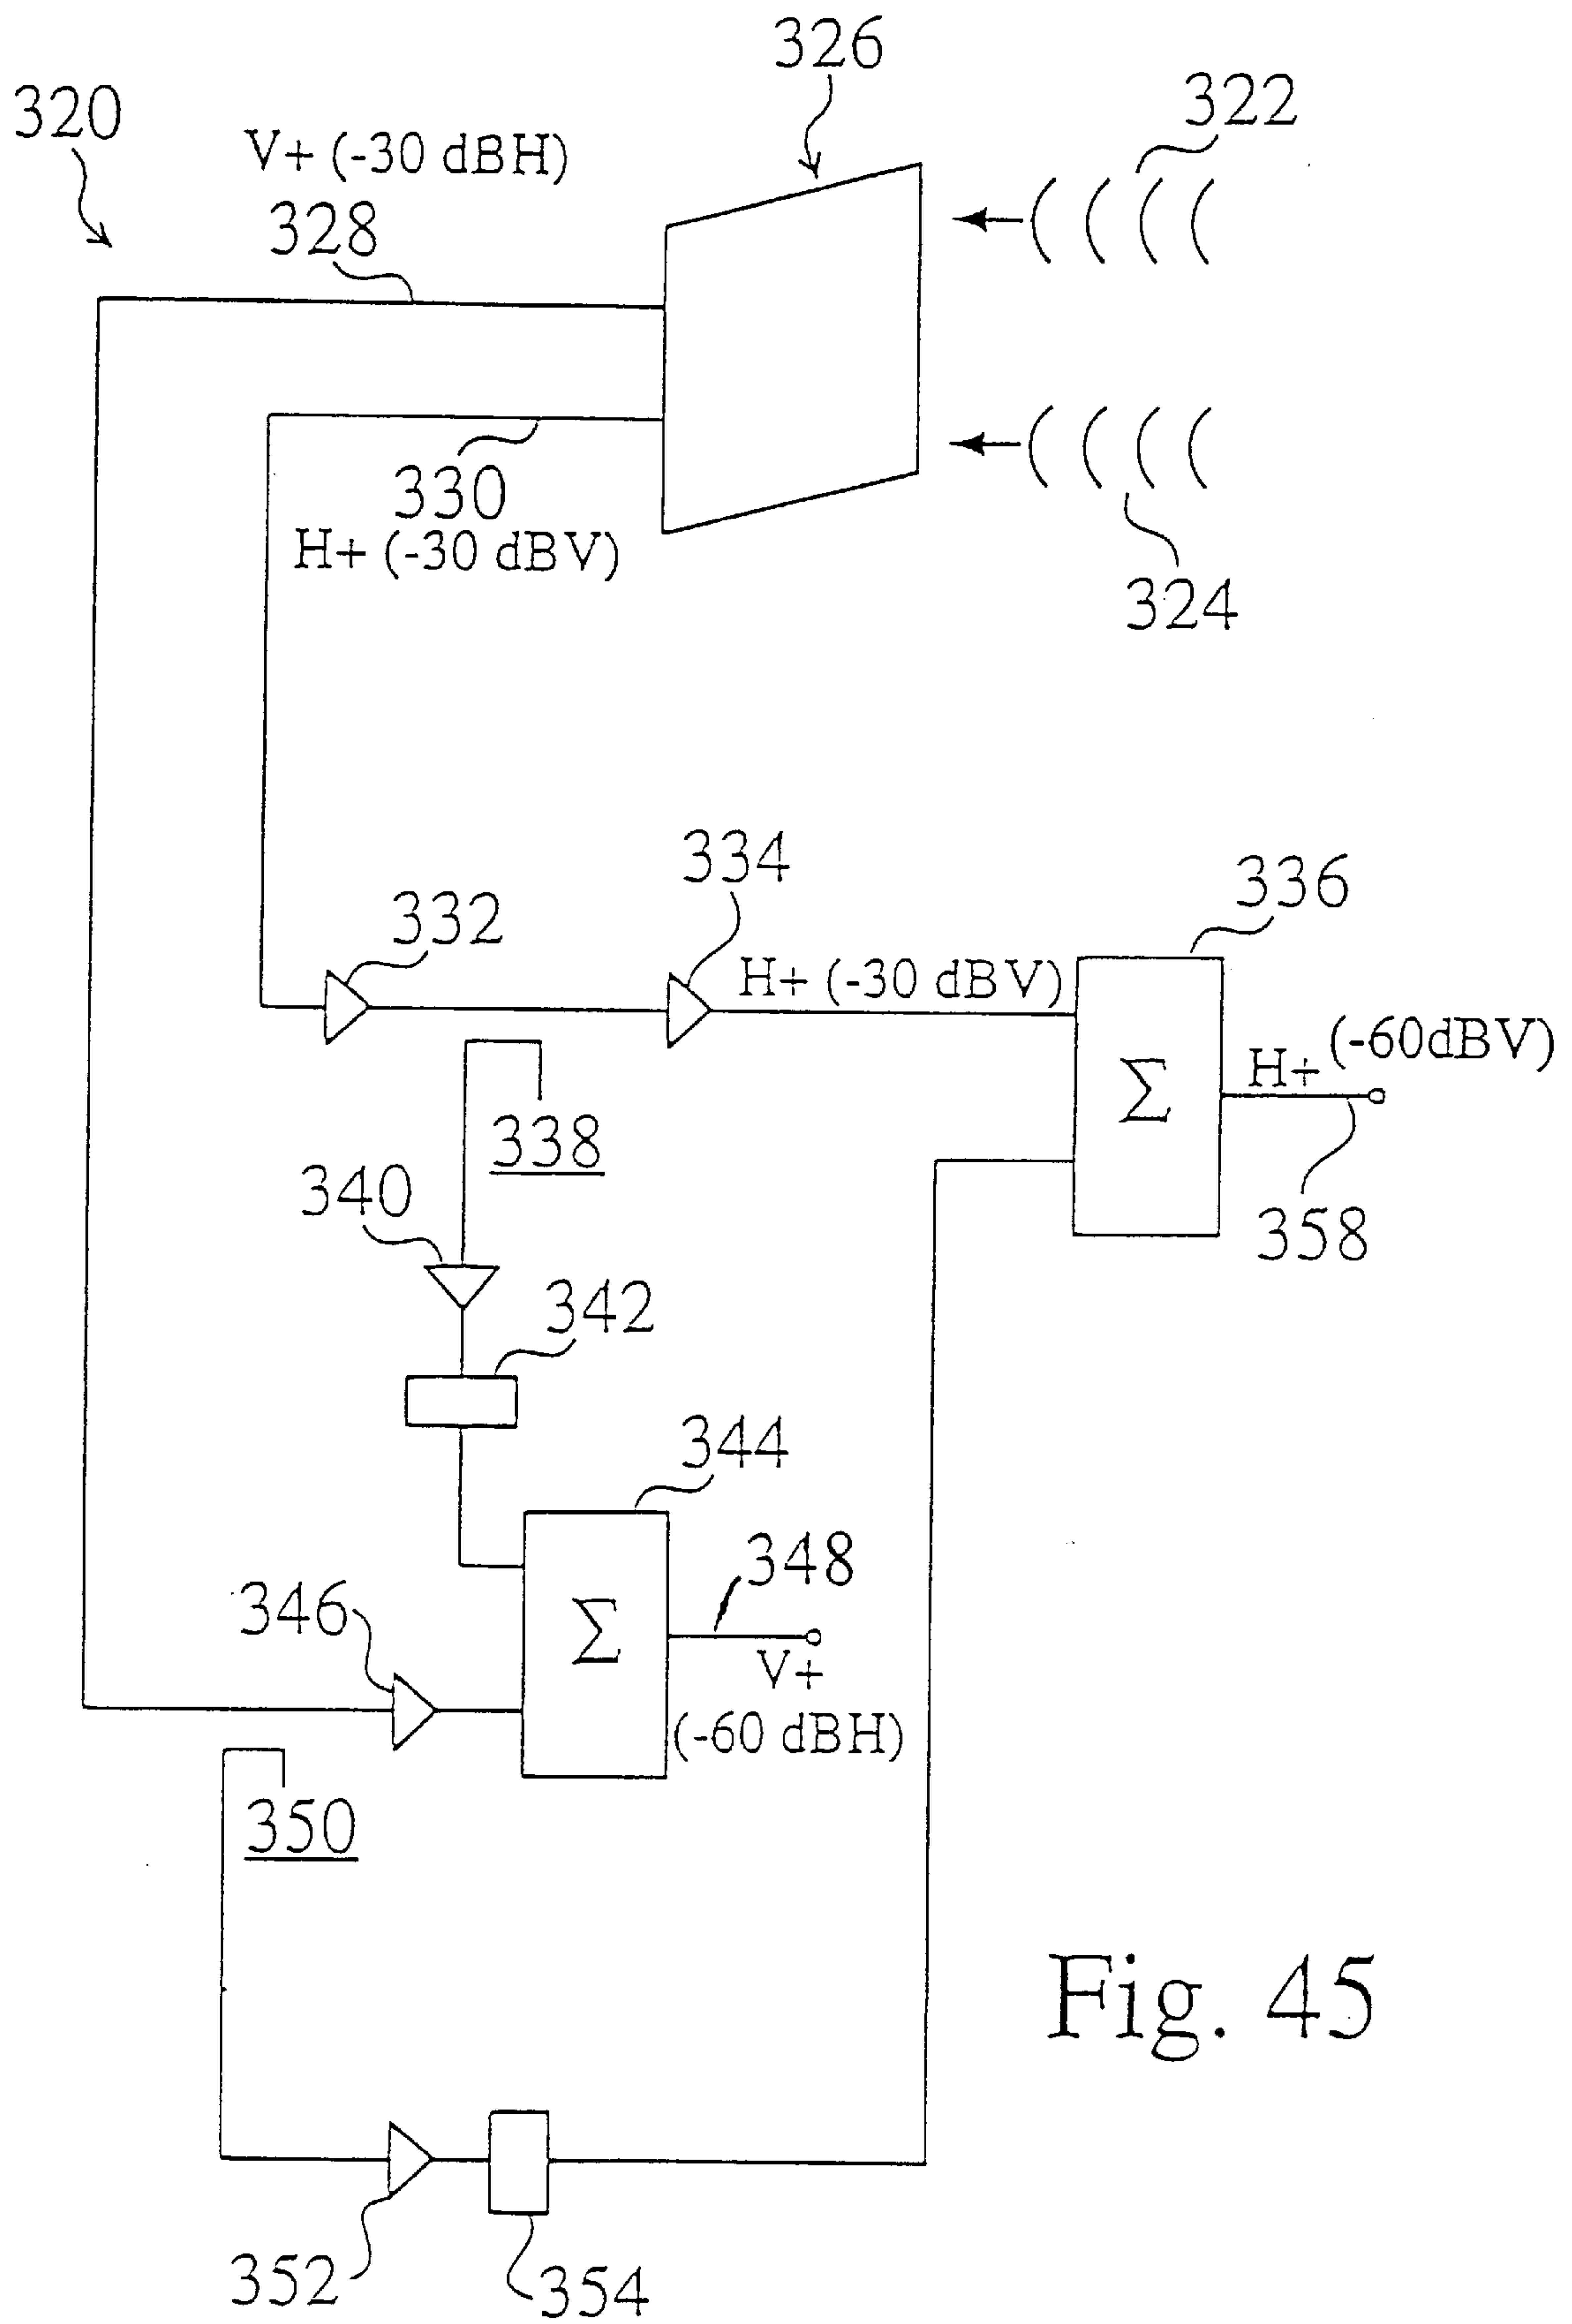 326
322
320
V+ (-30 dBH)
328
330
H+ (-30 dBV)
324
334
336
332
H+ (-30 dBV)
H+ (-60dBV)
Σ
338
340
358
342
344
348
346
Σ
V+
(-60 dBH)
350
Fig. 45
352
354